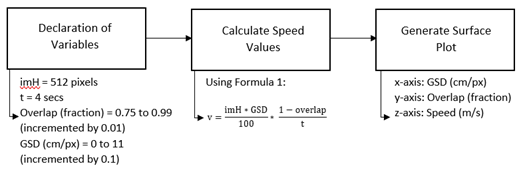 Declaration of
Variables
Calculate Speed
Values
Generate Surface
Plot
imH = 512 pixels
t = 4 secs
Overlap (fraction) = 0.75 to 0.99
(incremented by 0.01)
GSD (cm/px) = 0 to 11
(incremented by 0.1)
Using Formula 1:
v = imH * GSD / 100 * 1 − overlap / t
x-axis: GSD (cm/px)
y-axis: Overlap (fraction)
z-axis: Speed (m/s)